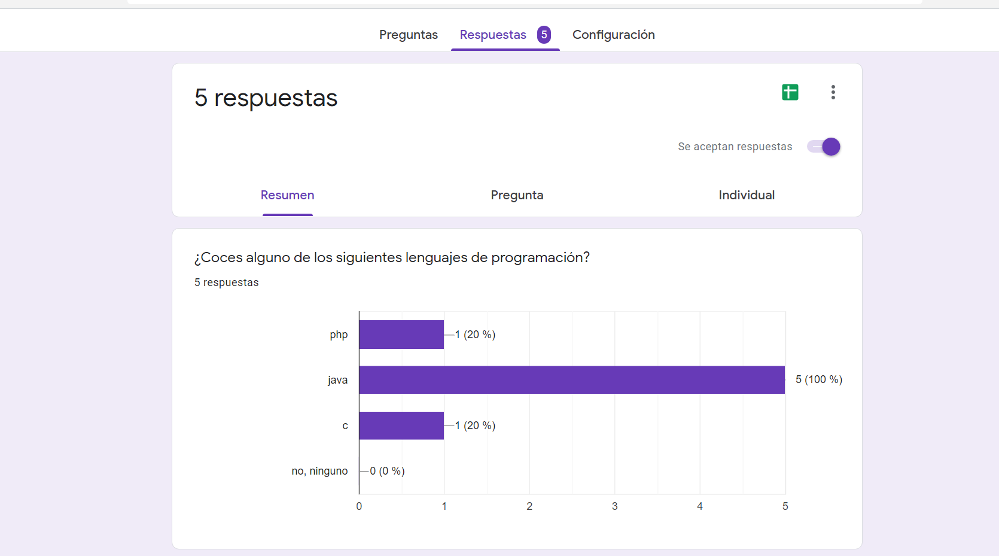 Preguntas Respuestas 5 Configuración
5 respuestas
Se aceptan respuestas
Resumen Pregunta Individual
¿Coces alguno de los siguientes lenguajes de programación?
5 respuestas
php 1 (20 %)
java 5 (100 %)
c 1 (20 %)
no, ninguno 0 (0 %)
0 1 2 3 4 5